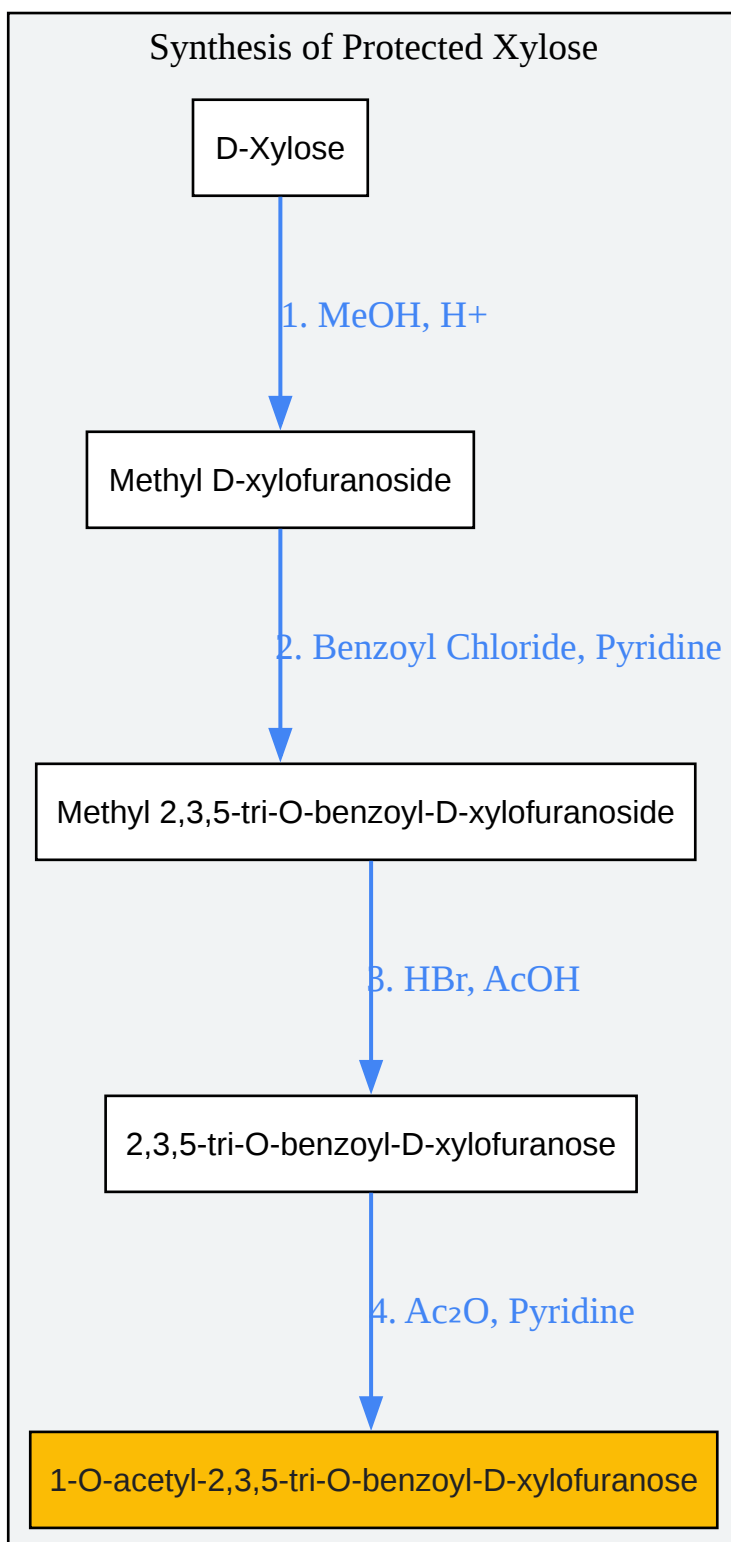 Synthesis of Protected Xylose
D-Xylose
1. MeOH, H+
Methyl D-xylofuranoside
2. Benzoyl Chloride, Pyridine
Methyl 2,3,5-tri-O-benzoyl-D-xylofuranoside
3. HBr, AcOH
2,3,5-tri-O-benzoyl-D-xylofuranose
4. Ac₂O, Pyridine
1-O-acetyl-2,3,5-tri-O-benzoyl-D-xylofuranose